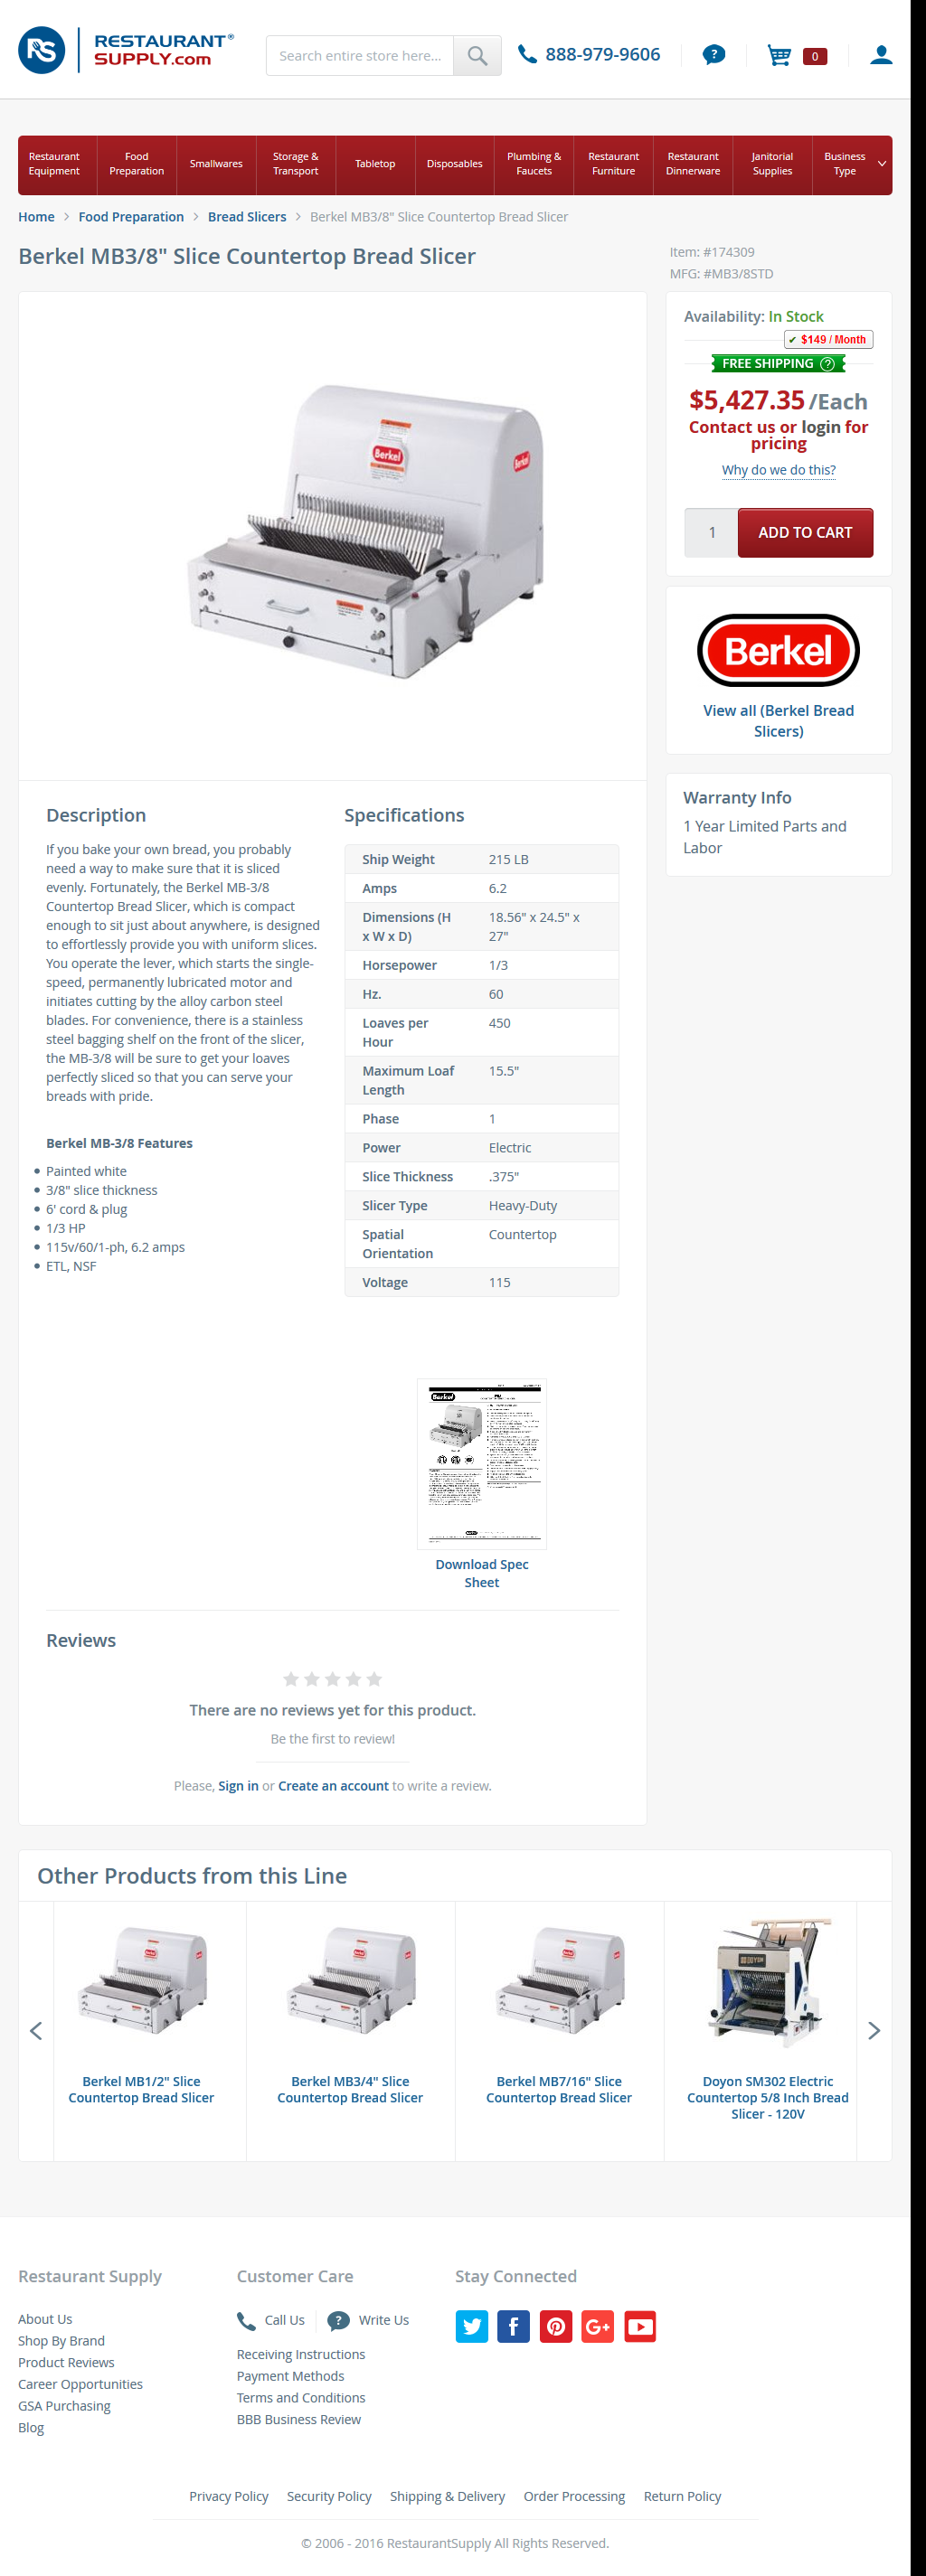 RS
RESTAURANT®
SUPPLY.com
Search entire store here...
888-979-9606
?
0
Restaurant
Equipment
Food
Preparation
Smallwares
Storage &
Transport
Tabletop
Disposables
Plumbing &
Faucets
Restaurant
Furniture
Restaurant
Dinnerware
Janitorial
Supplies
Business
Type
Home > Food Preparation > Bread Slicers > Berkel MB3/8" Slice Countertop Bread Slicer
Berkel MB3/8" Slice Countertop Bread Slicer
Item: #174309
MFG: #MB3/8STD
Berkel
Berkel
Availability: In Stock
✔ $149 / Month
FREE SHIPPING ?
$5,427.35 /Each
Contact us or login for
pricing
Why do we do this?
1
ADD TO CART
Berkel
View all (Berkel Bread
Slicers)
Warranty Info
1 Year Limited Parts and
Labor
Description
If you bake your own bread, you probably
need a way to make sure that it is sliced
evenly. Fortunately, the Berkel MB-3/8
Countertop Bread Slicer, which is compact
enough to sit just about anywhere, is designed
to effortlessly provide you with uniform slices.
You operate the lever, which starts the single-
speed, permanently lubricated motor and
initiates cutting by the alloy carbon steel
blades. For convenience, there is a stainless
steel bagging shelf on the front of the slicer,
the MB-3/8 will be sure to get your loaves
perfectly sliced so that you can serve your
breads with pride.
Berkel MB-3/8 Features
• Painted white
• 3/8" slice thickness
• 6' cord & plug
• 1/3 HP
• 115v/60/1-ph, 6.2 amps
• ETL, NSF
Specifications
Ship Weight 215 LB
Amps 6.2
Dimensions (H x W x D) 18.56" x 24.5" x 27"
Horsepower 1/3
Hz. 60
Loaves per Hour 450
Maximum Loaf Length 15.5"
Phase 1
Power Electric
Slice Thickness .375"
Slicer Type Heavy-Duty
Spatial Orientation Countertop
Voltage 115
Berkel
Download Spec
Sheet
Reviews
There are no reviews yet for this product.
Be the first to review!
Please, Sign in or Create an account to write a review.
Other Products from this Line
Berkel MB1/2" Slice
Countertop Bread Slicer
Berkel MB3/4" Slice
Countertop Bread Slicer
Berkel MB7/16" Slice
Countertop Bread Slicer
DOYON
Doyon SM302 Electric
Countertop 5/8 Inch Bread
Slicer - 120V
Restaurant Supply
About Us
Shop By Brand
Product Reviews
Career Opportunities
GSA Purchasing
Blog
Customer Care
Call Us
? Write Us
Receiving Instructions
Payment Methods
Terms and Conditions
BBB Business Review
Stay Connected
f
G+
Privacy Policy Security Policy Shipping & Delivery Order Processing Return Policy
© 2006 - 2016 RestaurantSupply All Rights Reserved.